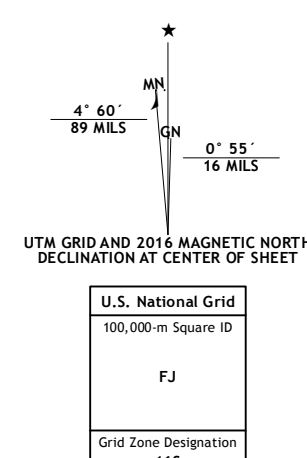 ★
MN
4° 60´
89 MILS
GN
0° 55´
16 MILS
UTM GRID AND 2016 MAGNETIC NORTH
DECLINATION AT CENTER OF SHEET
U.S. National Grid
100,000-m Square ID
FJ
Grid Zone Designation